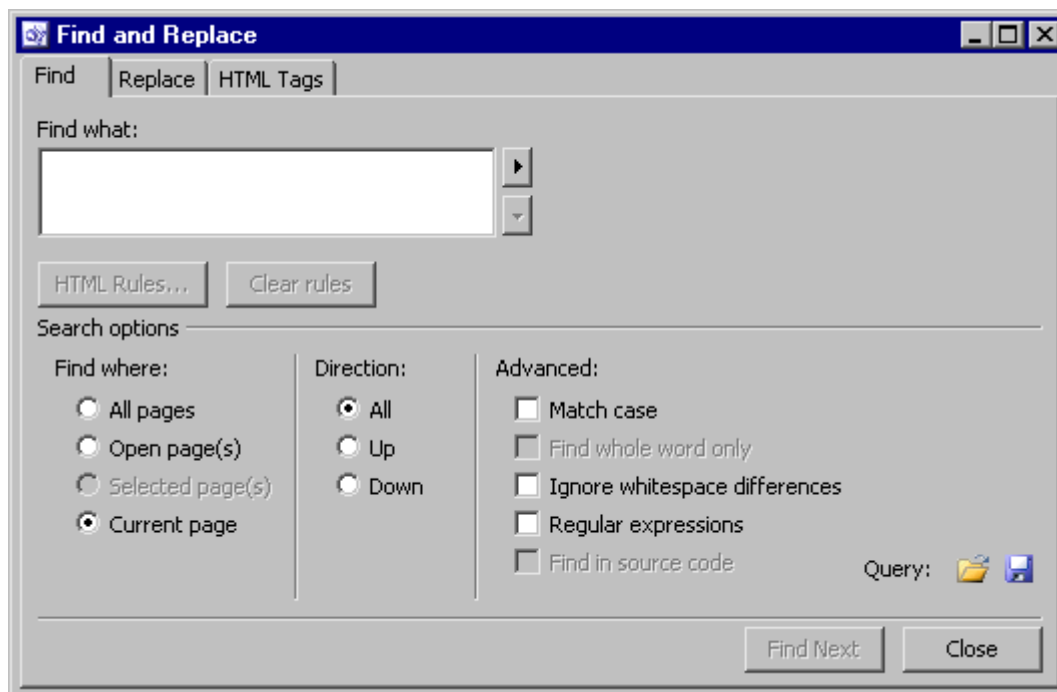 Find and Replace
Find Replace HTML Tags
Find what:
HTML Rules... Clear rules
Search options
Find where: Direction: Advanced:
All pages All Match case
Open page(s) Up Find whole word only
Selected page(s) Down Ignore whitespace differences
Current page Regular expressions
Find in source code
Query:
Find Next Close